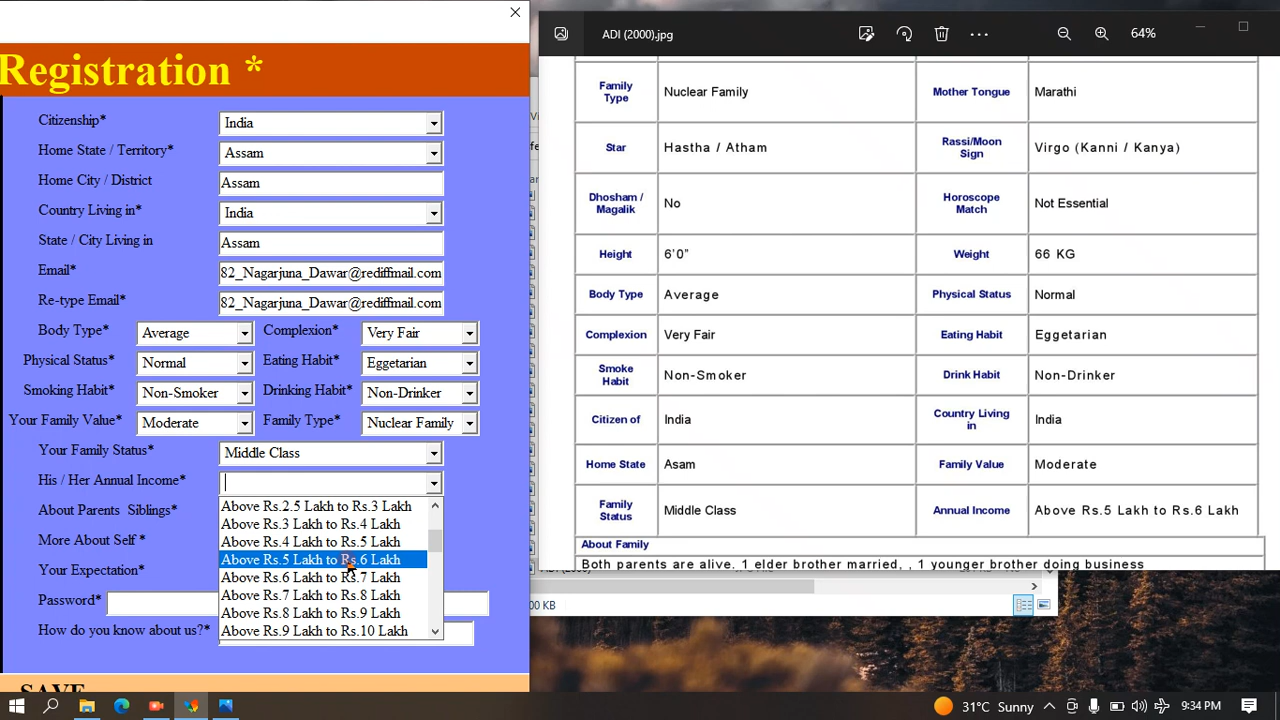 Registration *
Citizenship* India
Home State / Territory* Assam
Home City / District Assam
Country Living in* India
State / City Living in Assam
Email* 82_Nagarjuna_Dawar@rediffmail.com
Re-type Email* 82_Nagarjuna_Dawar@rediffmail.com
Body Type* Average Complexion* Very Fair
Physical Status* Normal Eating Habit* Eggetarian
Smoking Habit* Non-Smoker Drinking Habit* Non-Drinker
Your Family Value* Moderate Family Type* Nuclear Family
Your Family Status* Middle Class
His / Her Annual Income*
Above Rs.2.5 Lakh to Rs.3 Lakh
Above Rs.3 Lakh to Rs.4 Lakh
Above Rs.4 Lakh to Rs.5 Lakh
Above Rs.5 Lakh to Rs.6 Lakh
Above Rs.6 Lakh to Rs.7 Lakh
Above Rs.7 Lakh to Rs.8 Lakh
Above Rs.8 Lakh to Rs.9 Lakh
Above Rs.9 Lakh to Rs.10 Lakh
About Parents Siblings*
More About Self *
Your Expectation*
Password*
How do you know about us?*
SAVE
ADI (2000).jpg 64%
Family
Type
Nuclear Family
Mother Tongue
Marathi
Star
Hastha / Atham
Rassi/Moon
Sign
Virgo (Kanni / Kanya)
Dhosham /
Magalik
No
Horoscope
Match
Not Essential
Height
6'0"
Weight
66 KG
Body Type
Average
Physical Status
Normal
Complexion
Very Fair
Eating Habit
Eggetarian
Smoke
Habit
Non-Smoker
Drink Habit
Non-Drinker
Citizen of
India
Country Living
in
India
Home State
Asam
Family Value
Moderate
Family
Status
Middle Class
Annual Income
Above Rs.5 Lakh to Rs.6 Lakh
About Family
Both parents are alive. 1 elder brother married, , 1 younger brother doing business
00 KB
31°C Sunny
9:34 PM